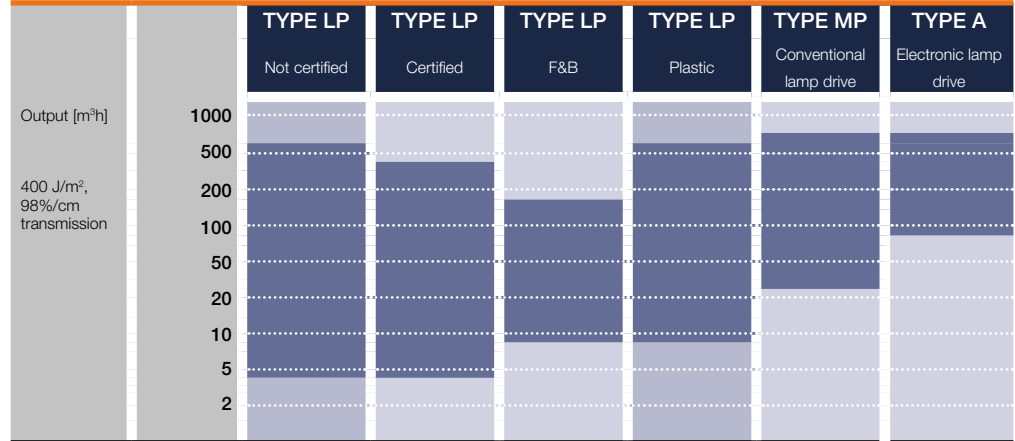 TYPE LP TYPE LP TYPE LP TYPE LP TYPE MP TYPE A
Not certified Certified F&B Plastic Conventional lamp drive Electronic lamp drive
Output [m³h] 1000
500
400 J/m², 200
98%/cm
transmission 100
50
20
10
5
2